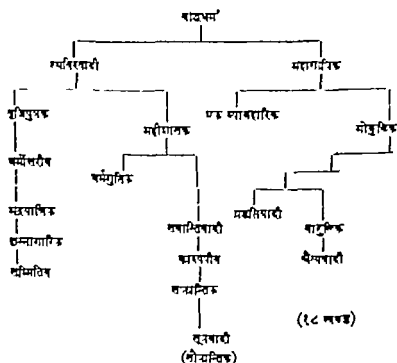 बौद्धधर्म
स्थविरवादी
महासांघिक
वृजिपुत्रक
महीशासक
एक व्यावहारिक
गोकुलिक
धर्मोत्तरीय
धर्मगुप्तिक
भद्रयाणिक
सर्वास्तिवादी
प्रज्ञप्तिवादी
बाहुलिक
छन्नागारिक
काश्यपीय
चैत्यवादी
सम्मितिय
सूत्रवादी
(सौत्रान्तिक)